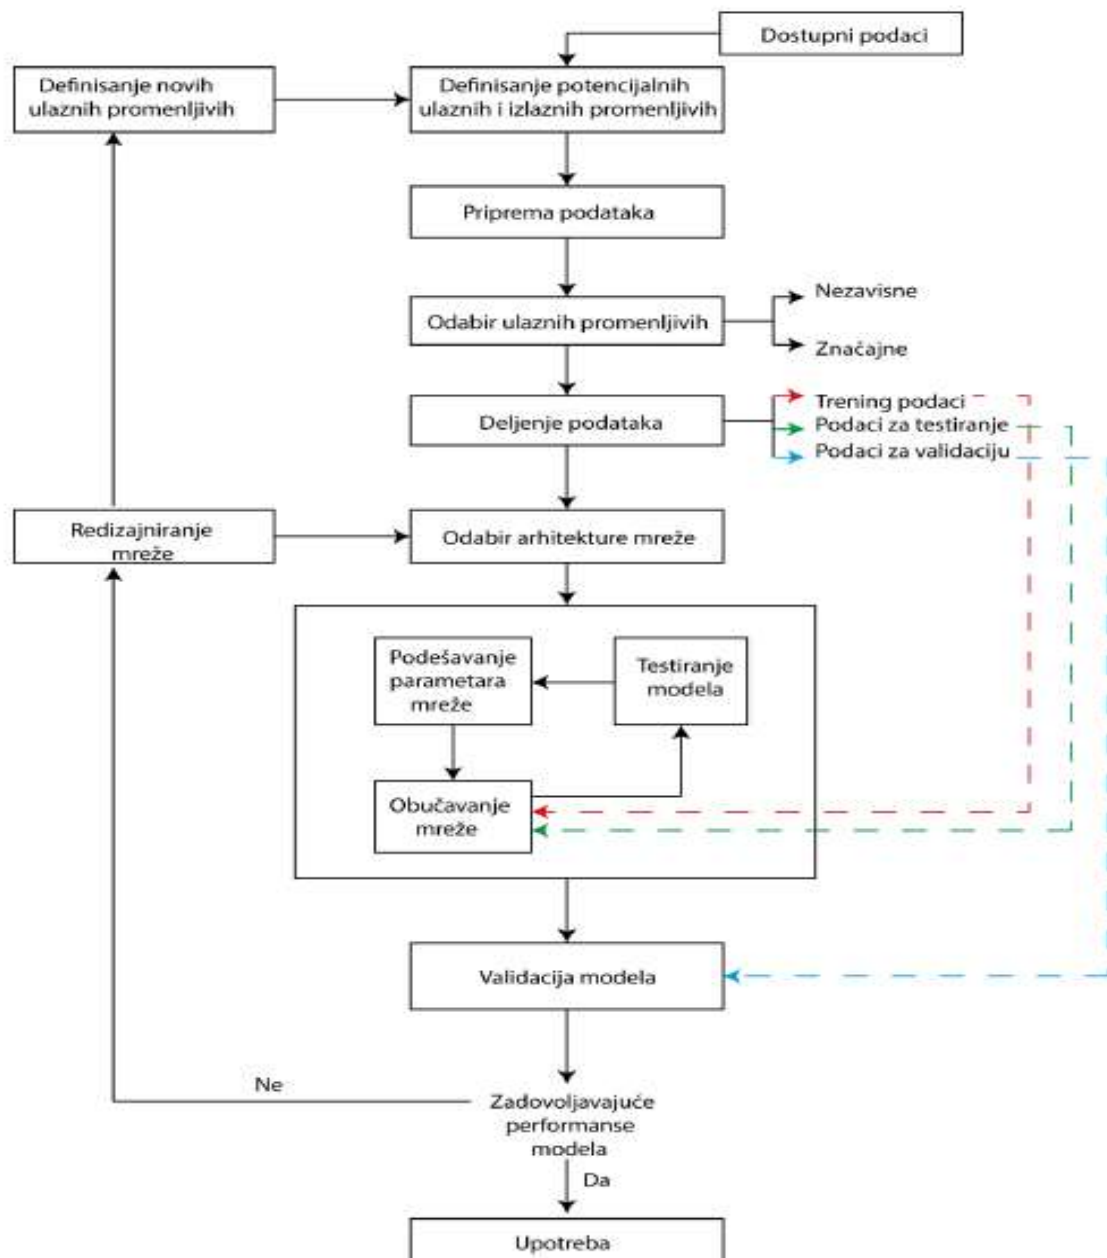 Dostupni podaci
Definisanje novih
ulaznih promenljivih
Definisanje potencijalnih
ulaznih i izlaznih promenljivih
Priprema podataka
Odabir ulaznih promenljivih
Nezavisne
Značajne
Deljenje podataka
Trening podaci
Podaci za testiranje
Podaci za validaciju
Redizajniranje
mreže
Odabir arhitekture mreže
Podešavanje
parametara
mreže
Testiranje
modela
Obučavanje
mreže
Validacija modela
Ne
Zadovoljavajuće
performanse
modela
Da
Upotreba